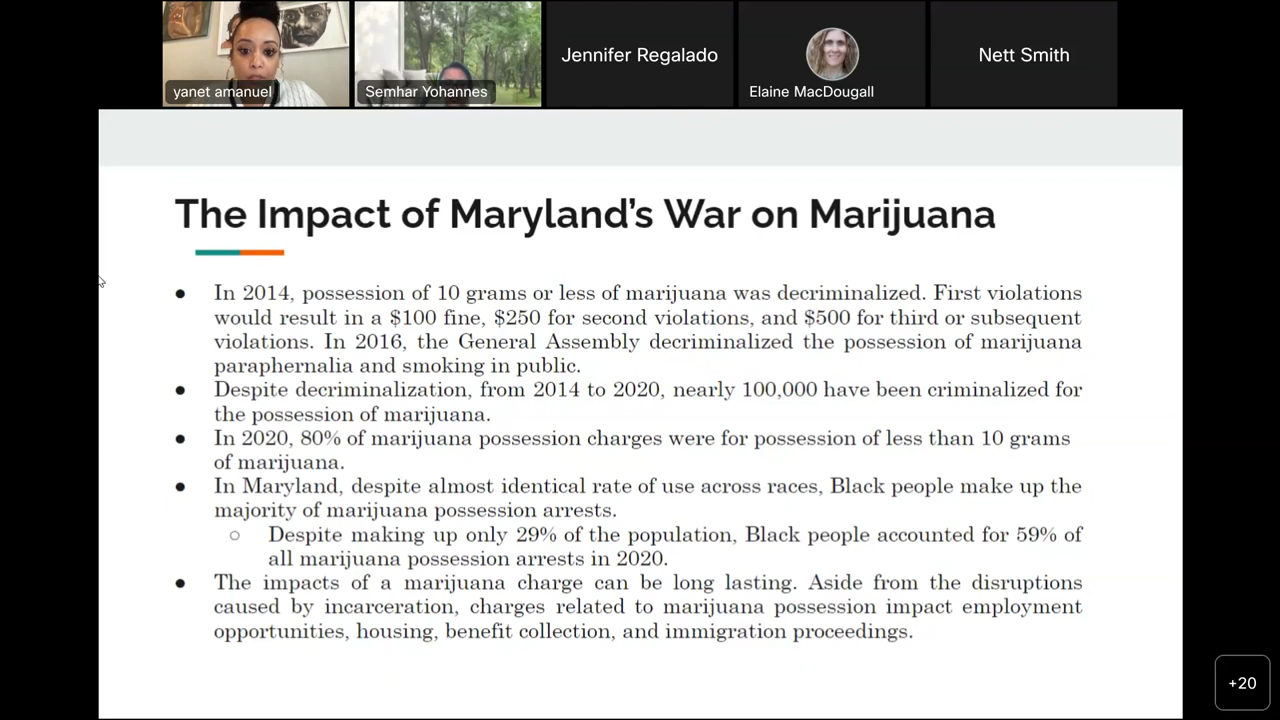 yanet amanuel
Semhar Yohannes
Jennifer Regalado
Elaine MacDougall
Nett Smith
The Impact of Maryland’s War on Marijuana
● In 2014, possession of 10 grams or less of marijuana was decriminalized. First violations
would result in a $100 fine, $250 for second violations, and $500 for third or subsequent
violations. In 2016, the General Assembly decriminalized the possession of marijuana
paraphernalia and smoking in public.
● Despite decriminalization, from 2014 to 2020, nearly 100,000 have been criminalized for
the possession of marijuana.
● In 2020, 80% of marijuana possession charges were for possession of less than 10 grams
of marijuana.
● In Maryland, despite almost identical rate of use across races, Black people make up the
majority of marijuana possession arrests.
○ Despite making up only 29% of the population, Black people accounted for 59% of
all marijuana possession arrests in 2020.
● The impacts of a marijuana charge can be long lasting. Aside from the disruptions
caused by incarceration, charges related to marijuana possession impact employment
opportunities, housing, benefit collection, and immigration proceedings.
+20